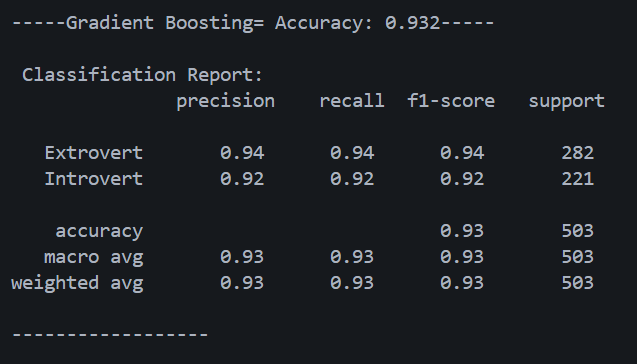 -----Gradient Boosting= Accuracy: 0.932-----
Classification Report:
precision recall f1-score support
Extrovert 0.94 0.94 0.94 282
Introvert 0.92 0.92 0.92 221
accuracy 0.93 503
macro avg 0.93 0.93 0.93 503
weighted avg 0.93 0.93 0.93 503
------------------